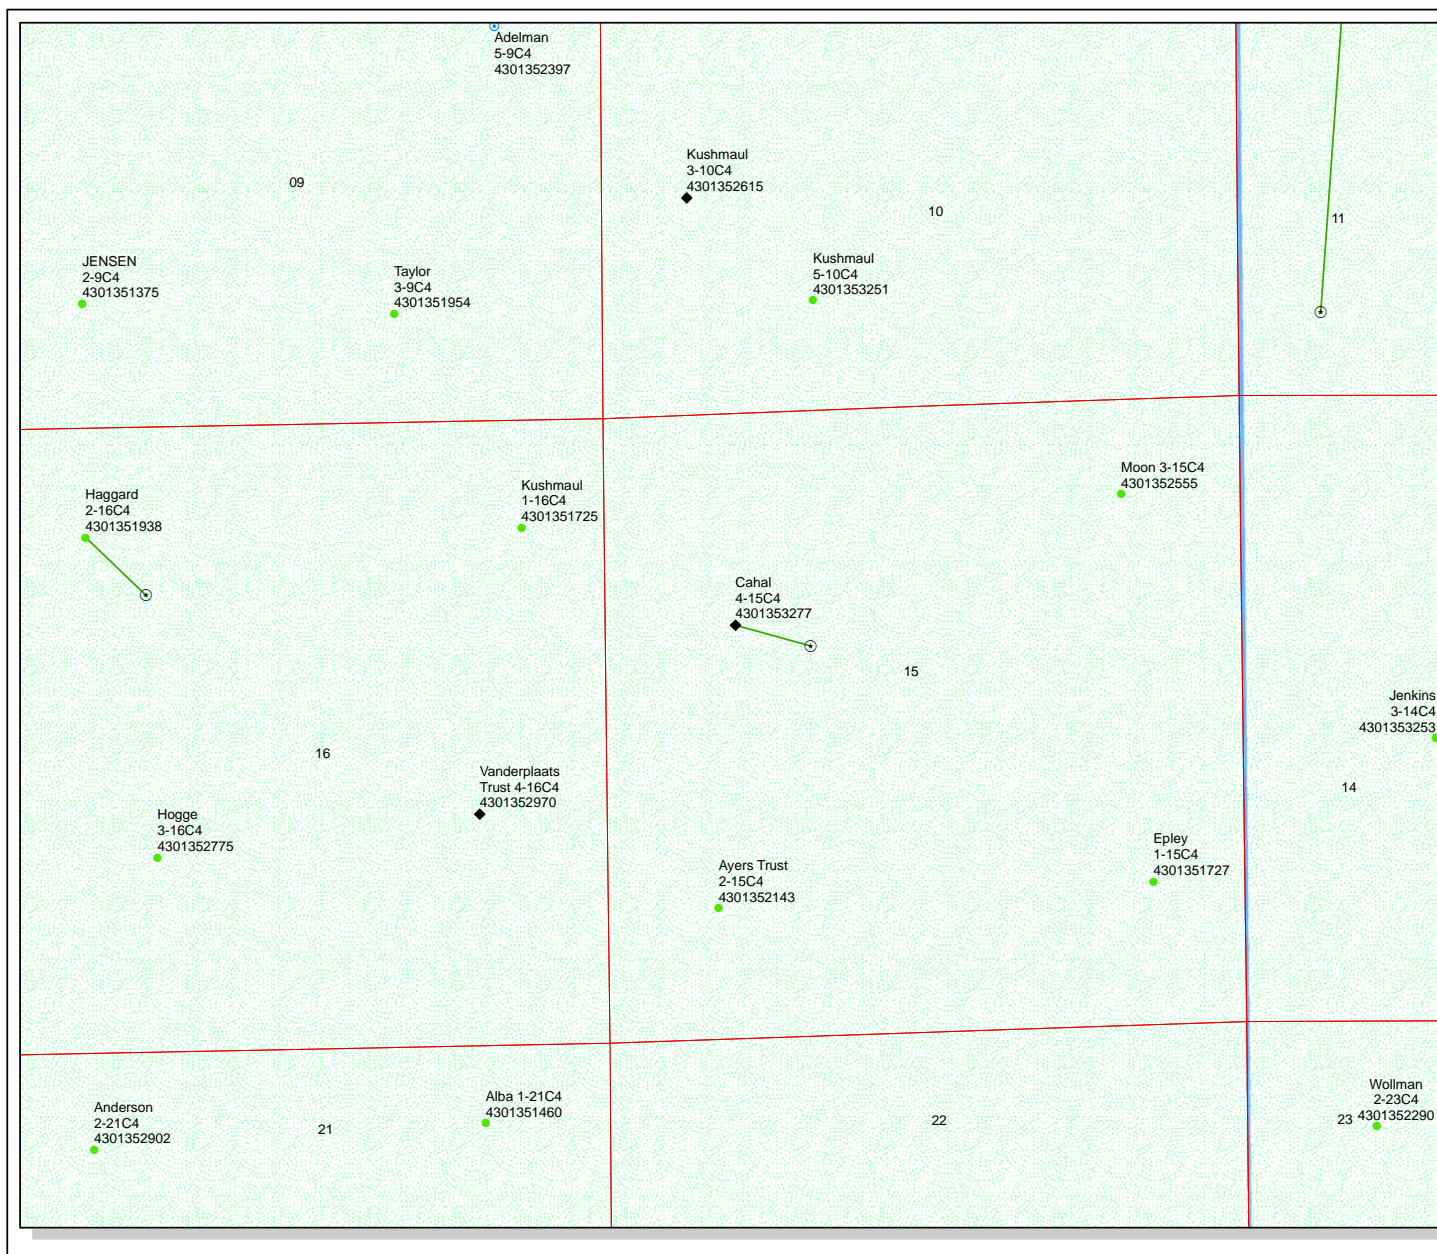 Adelman
5-9C4
4301352397
Kushmaul
3-10C4
4301352615
09
10
11
JENSEN
2-9C4
4301351375
Taylor
3-9C4
4301351954
Kushmaul
5-10C4
4301353251
Haggard
2-16C4
4301351938
Kushmaul
1-16C4
4301351725
Moon 3-15C4
4301352555
Cahal
4-15C4
4301353277
15
Jenkins
3-14C4
4301353253
16
Vanderplaats
Trust 4-16C4
4301352970
14
Hogge
3-16C4
4301352775
Ayers Trust
2-15C4
4301352143
Epley
1-15C4
4301351727
Anderson
2-21C4
4301352902
21
Alba 1-21C4
4301351460
22
Wollman
2-23C4
23 4301352290